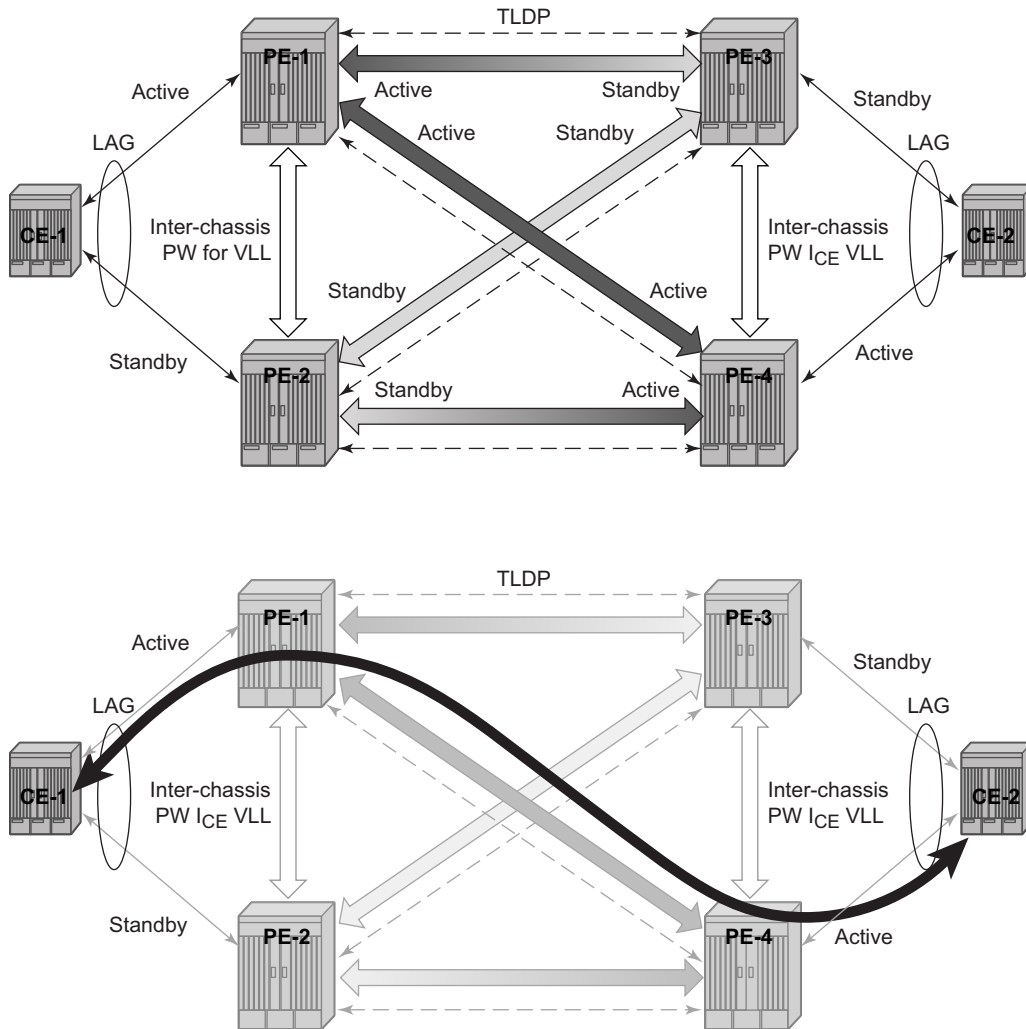 TLDP
PE-1
PE-3
Active
Standby
Active
Standby
Active
Standby
LAG
LAG
CE-1
Inter-chassis
PW for VLL
Inter-chassis
PW ICE VLL
CE-2
Standby
Active
Standby
Active
PE-2
PE-4
Standby
Active
TLDP
PE-1
PE-3
Active
Standby
LAG
LAG
CE-1
Inter-chassis
PW ICE VLL
Inter-chassis
PW ICE VLL
CE-2
Standby
Active
PE-2
PE-4